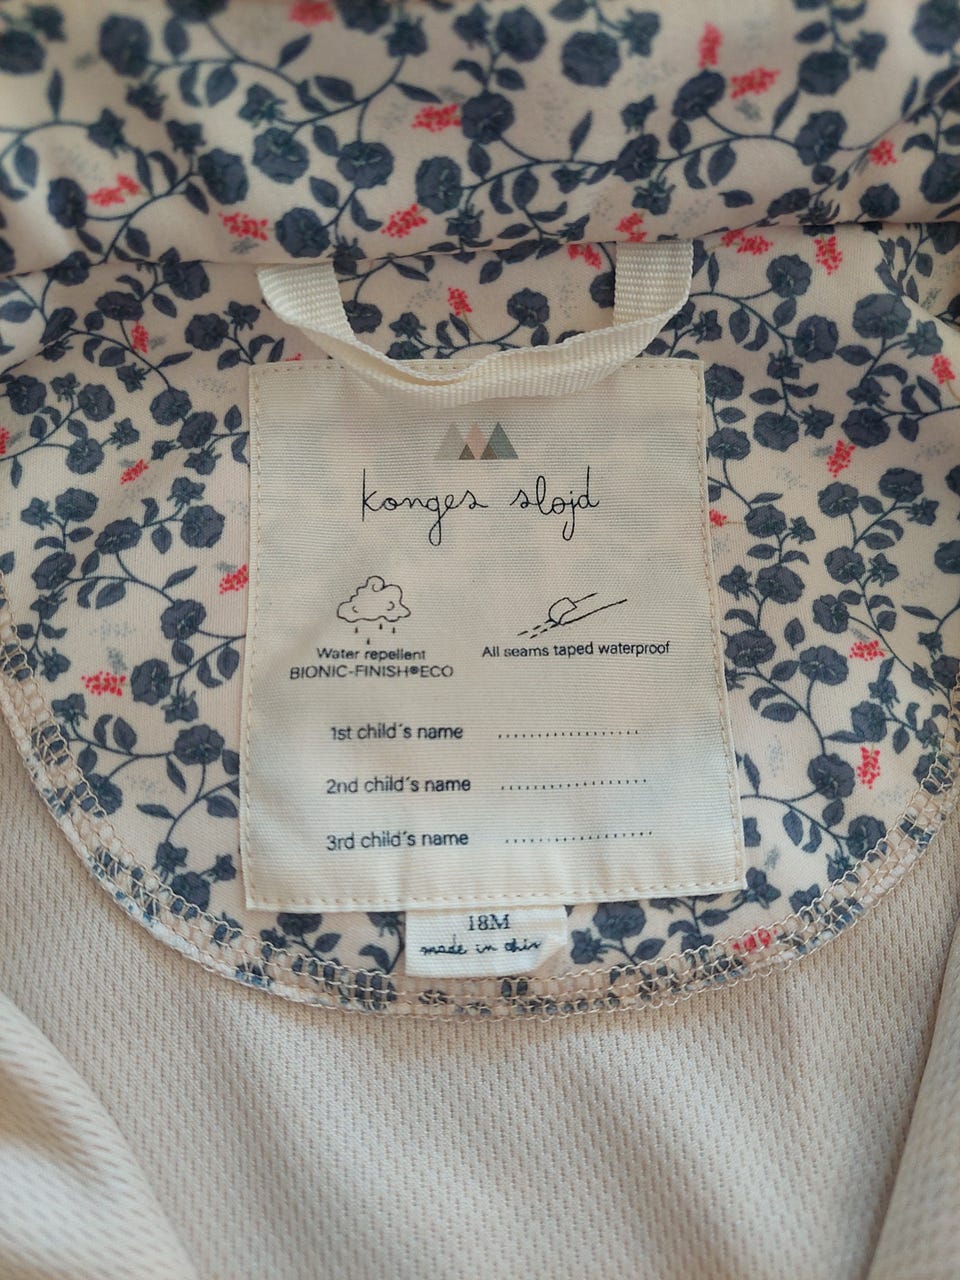 konges sløjd
Water repellent
BIONIC-FINISH®ECO
All seams taped waterproof
1st child´s name ....................
2nd child´s name ....................
3rd child´s name ....................
18M
made in